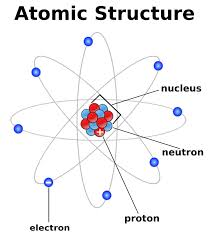 Atomic Structure
nucleus
neutron
proton
electron